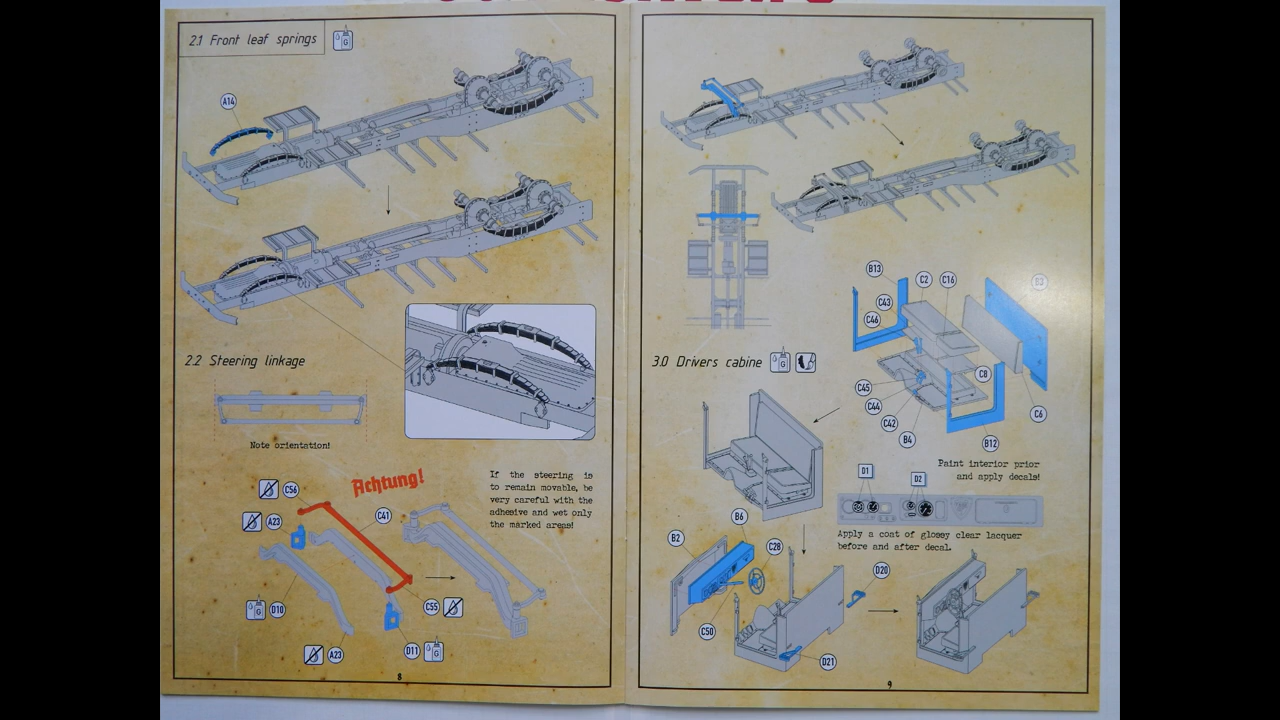 2.1 Front leaf springs
G
A14
2.2 Steering linkage
Note orientation!
Achtung!
If the steering is
to remain movable, be
very careful with the
adhesive and wet only
the marked areas!
C56
A23
C41
D10
G
C55
A23
D11
G
8
B13
C2
C16
B3
C43
C46
3.0 Drivers cabine
G
C45
C8
C44
C42
C6
B4
B12
Paint interior prior
and apply decals!
D1
D2
Apply a coat of glossy clear lacquer
before and after decal.
B6
B2
C28
D20
C50
D21
9